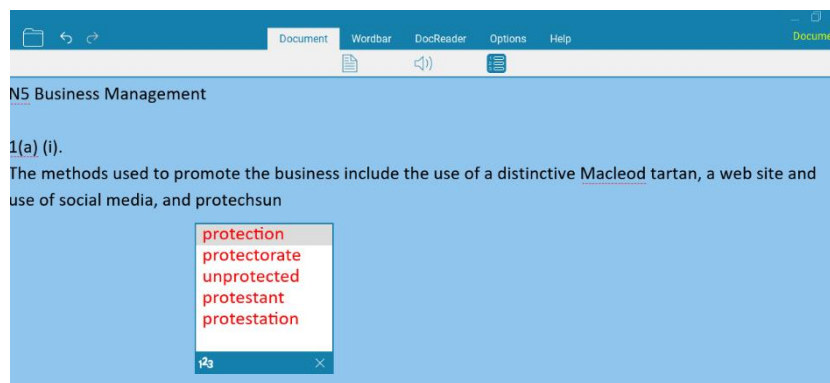 Docume
Document Wordbar DocReader Options Help
N5 Business Management
1(a) (i).
The methods used to promote the business include the use of a distinctive Macleod tartan, a web site and
use of social media, and protechsun
protection
protectorate
unprotected
protestant
protestation
123